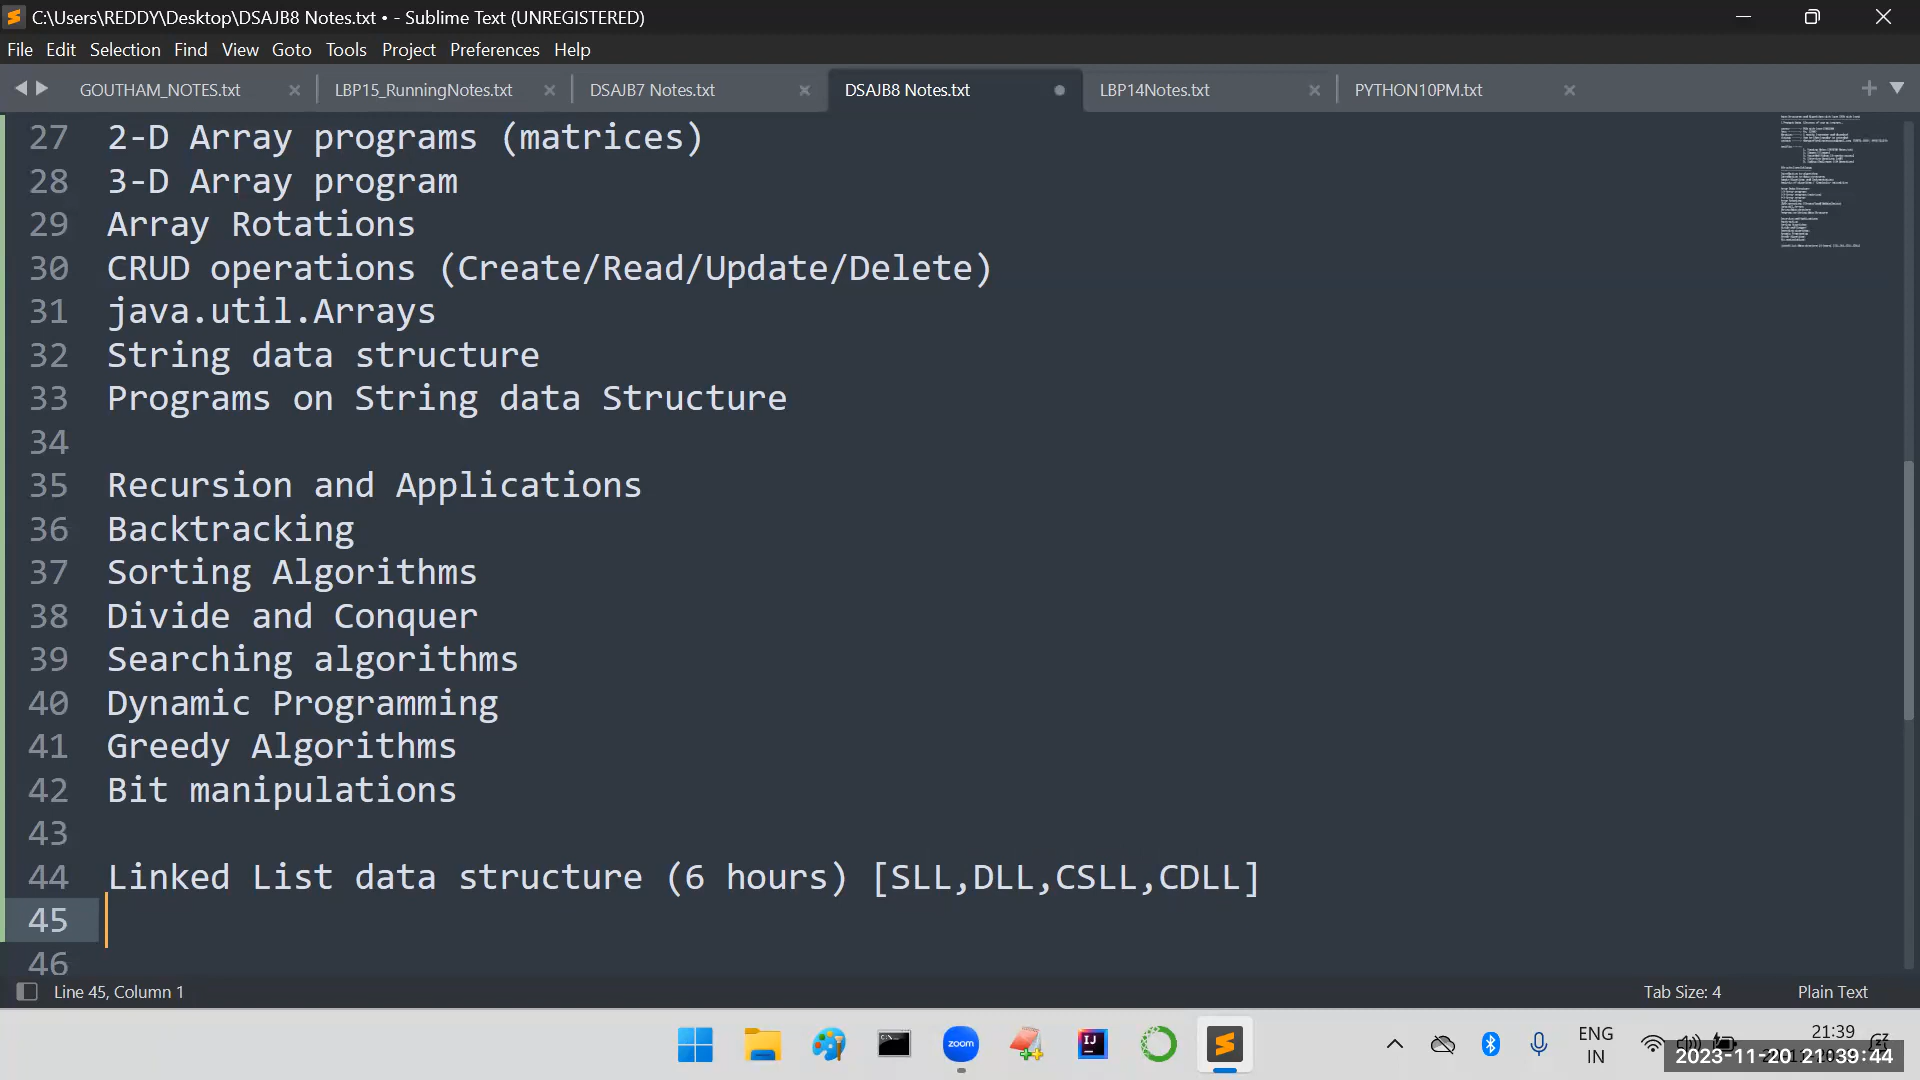 C:\Users\REDDY\Desktop\DSAJB8 Notes.txt • - Sublime Text (UNREGISTERED)
File Edit Selection Find View Goto Tools Project Preferences Help
GOUTHAM_NOTES.txt LBP15_RunningNotes.txt DSAJB7 Notes.txt DSAJB8 Notes.txt LBP14Notes.txt PYTHON10PM.txt
27 2-D Array programs (matrices)
28 3-D Array program
29 Array Rotations
30 CRUD operations (Create/Read/Update/Delete)
31 java.util.Arrays
32 String data structure
33 Programs on String data Structure
34
35 Recursion and Applications
36 Backtracking
37 Sorting Algorithms
38 Divide and Conquer
39 Searching algorithms
40 Dynamic Programming
41 Greedy Algorithms
42 Bit manipulations
43
44 Linked List data structure (6 hours) [SLL,DLL,CSLL,CDLL]
45
46
Line 45, Column 1 Tab Size: 4 Plain Text
zoom
IJ
ENG
IN
21:39
2023-11-20 21:39:44